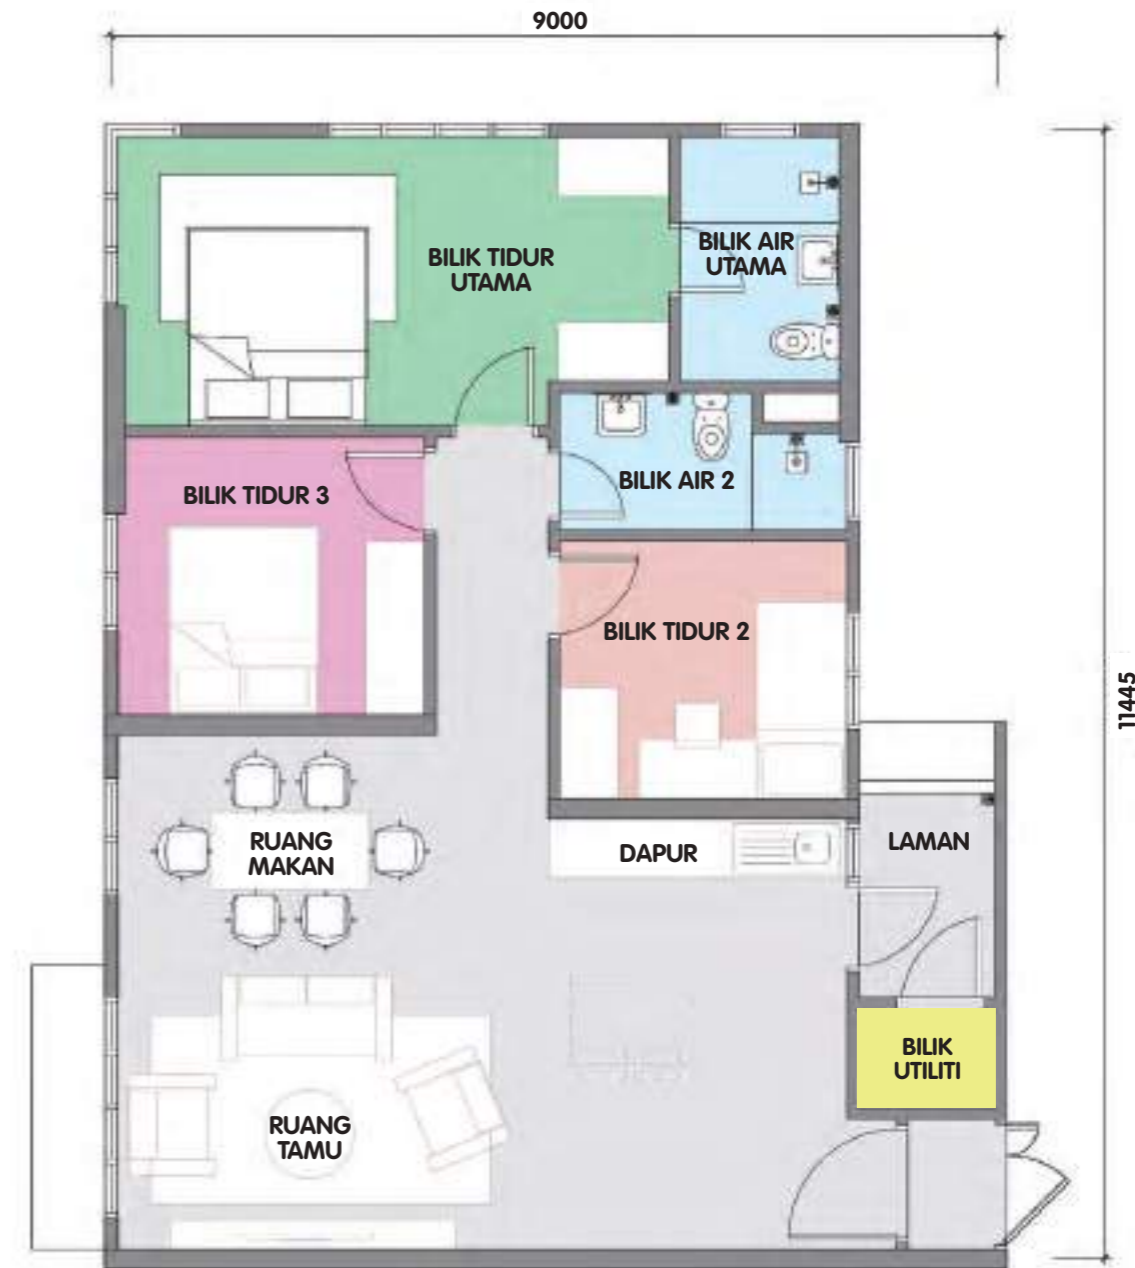 9000
BILIK TIDUR
UTAMA
BILIK AIR
UTAMA
BILIK AIR 2
BILIK TIDUR 3
BILIK TIDUR 2
11445
RUANG
MAKAN
DAPUR
LAMAN
BILIK
UTILITI
RUANG
TAMU